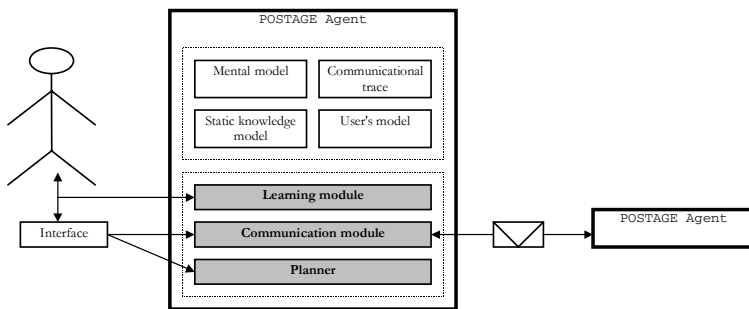 POSTAGE Agent
Mental model
Communicational
trace
Static knowledge
model
User's model
Learning module
Interface
Communication module
POSTAGE Agent
Planner